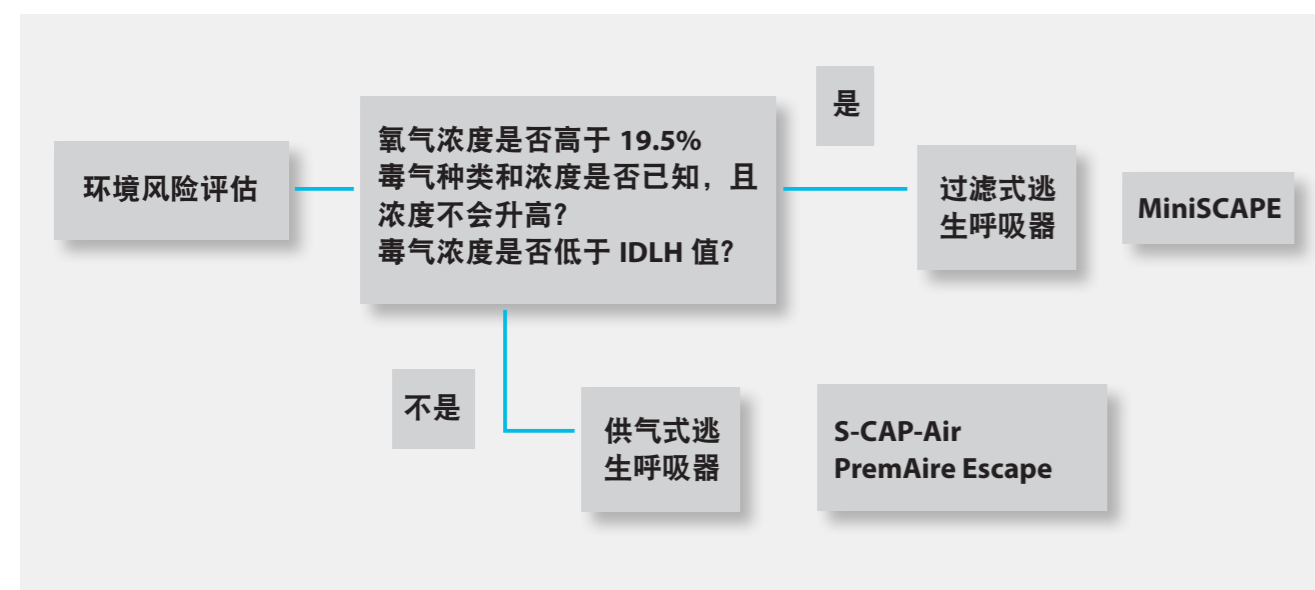 环境风险评估
氧气浓度是否高于 19.5%
毒气种类和浓度是否已知，且
浓度不会升高？
毒气浓度是否低于 IDLH 值？
是
过滤式逃
生呼吸器
MiniSCAPE
不是
供气式逃
生呼吸器
S-CAP-Air
PremAire Escape